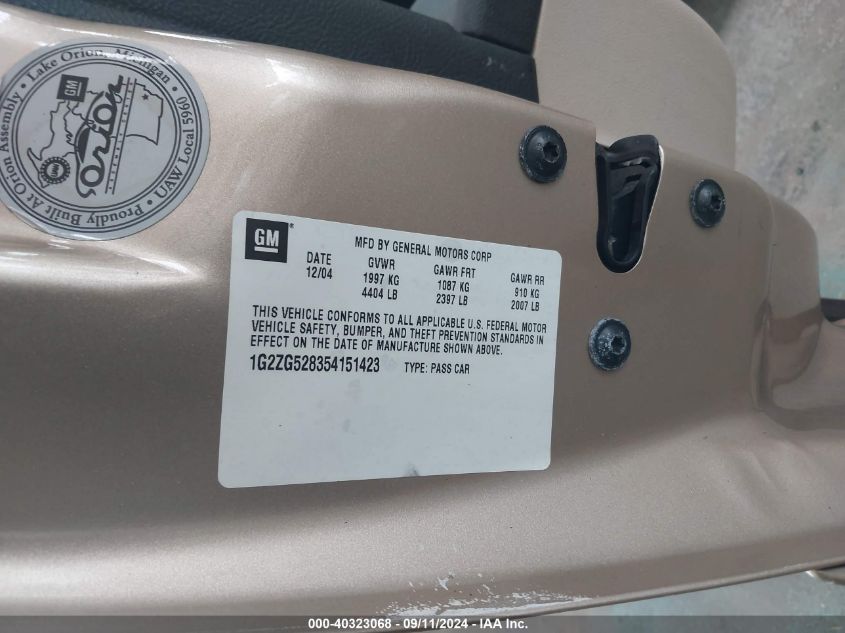 Proudly Built At Orion Assembly • Lake Orion, Michigan • UAW Local 5960
GM
orion
GM
MFD BY GENERAL MOTORS CORP
DATE GVWR GAWR FRT GAWR RR
12/04 1997 KG 1087 KG 910 KG
4404 LB 2397 LB 2007 LB
THIS VEHICLE CONFORMS TO ALL APPLICABLE U.S. FEDERAL MOTOR
VEHICLE SAFETY, BUMPER, AND THEFT PREVENTION STANDARDS IN
EFFECT ON THE DATE OF MANUFACTURE SHOWN ABOVE.
1G2ZG528354151423 TYPE: PASS CAR
000-40323068 - 09/11/2024 - IAA Inc.